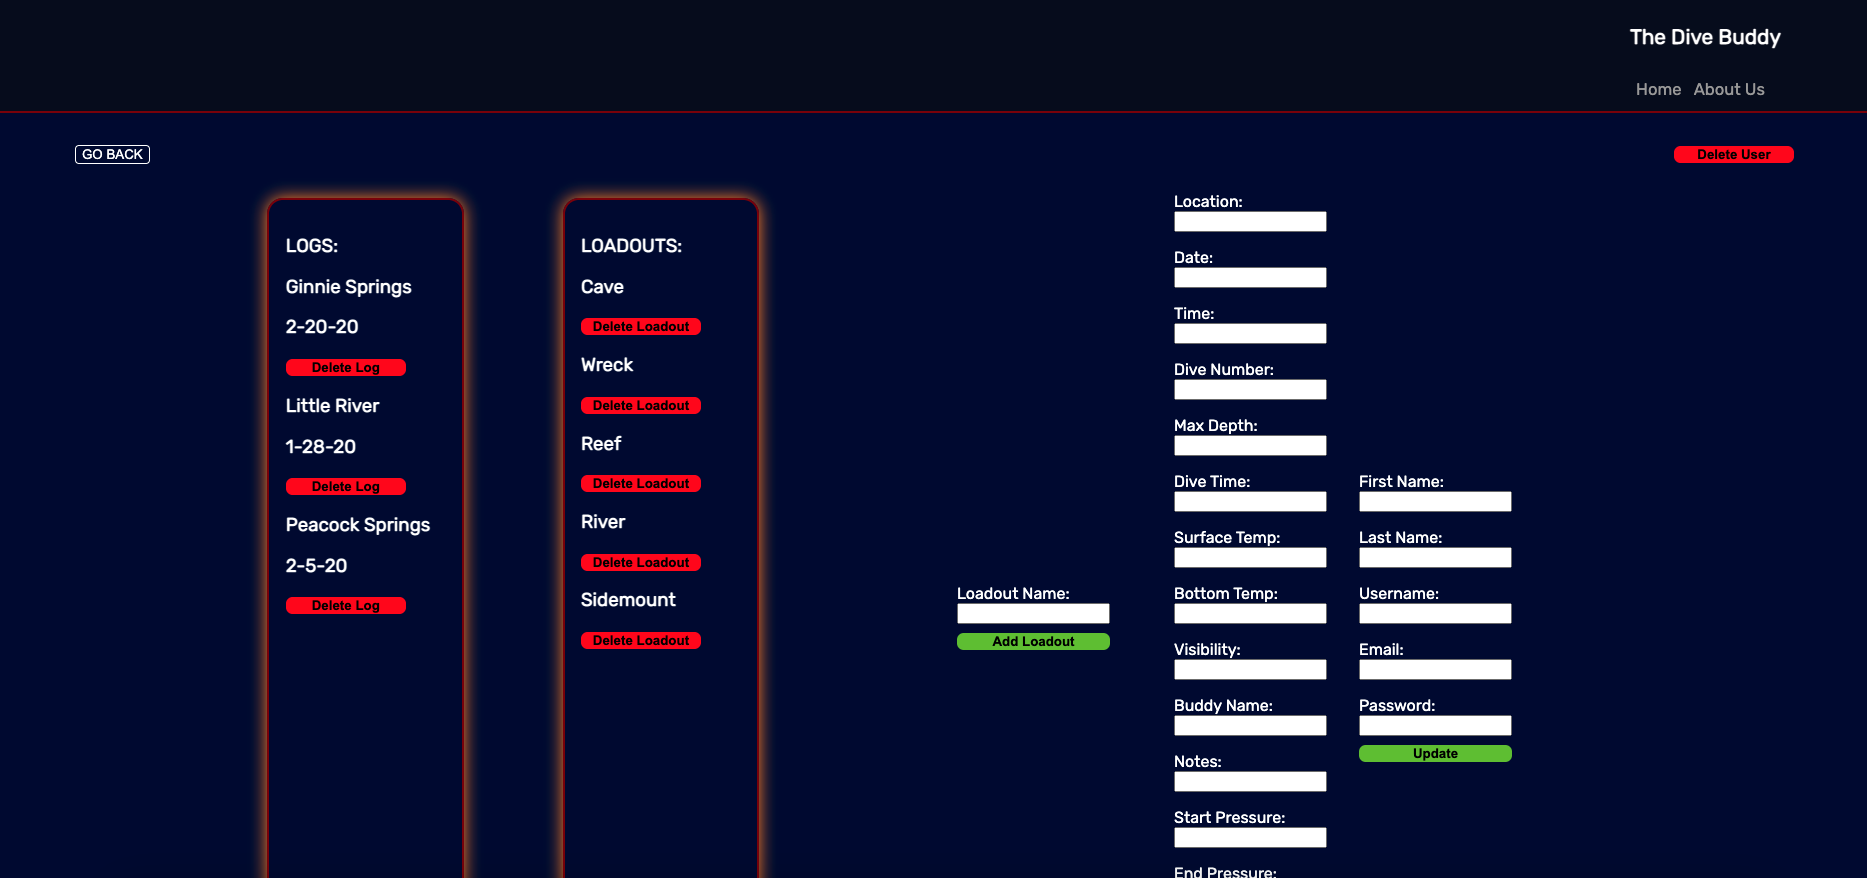 The Dive Buddy
Home About Us
GO BACK
Delete User
LOGS:
Ginnie Springs
2-20-20
Delete Log
Little River
1-28-20
Delete Log
Peacock Springs
2-5-20
Delete Log
LOADOUTS:
Cave
Delete Loadout
Wreck
Delete Loadout
Reef
Delete Loadout
River
Delete Loadout
Sidemount
Delete Loadout
Loadout Name:
Add Loadout
Location:
Date:
Time:
Dive Number:
Max Depth:
Dive Time:
Surface Temp:
Bottom Temp:
Visibility:
Buddy Name:
Notes:
Start Pressure:
End Pressure:
First Name:
Last Name:
Username:
Email:
Password:
Update